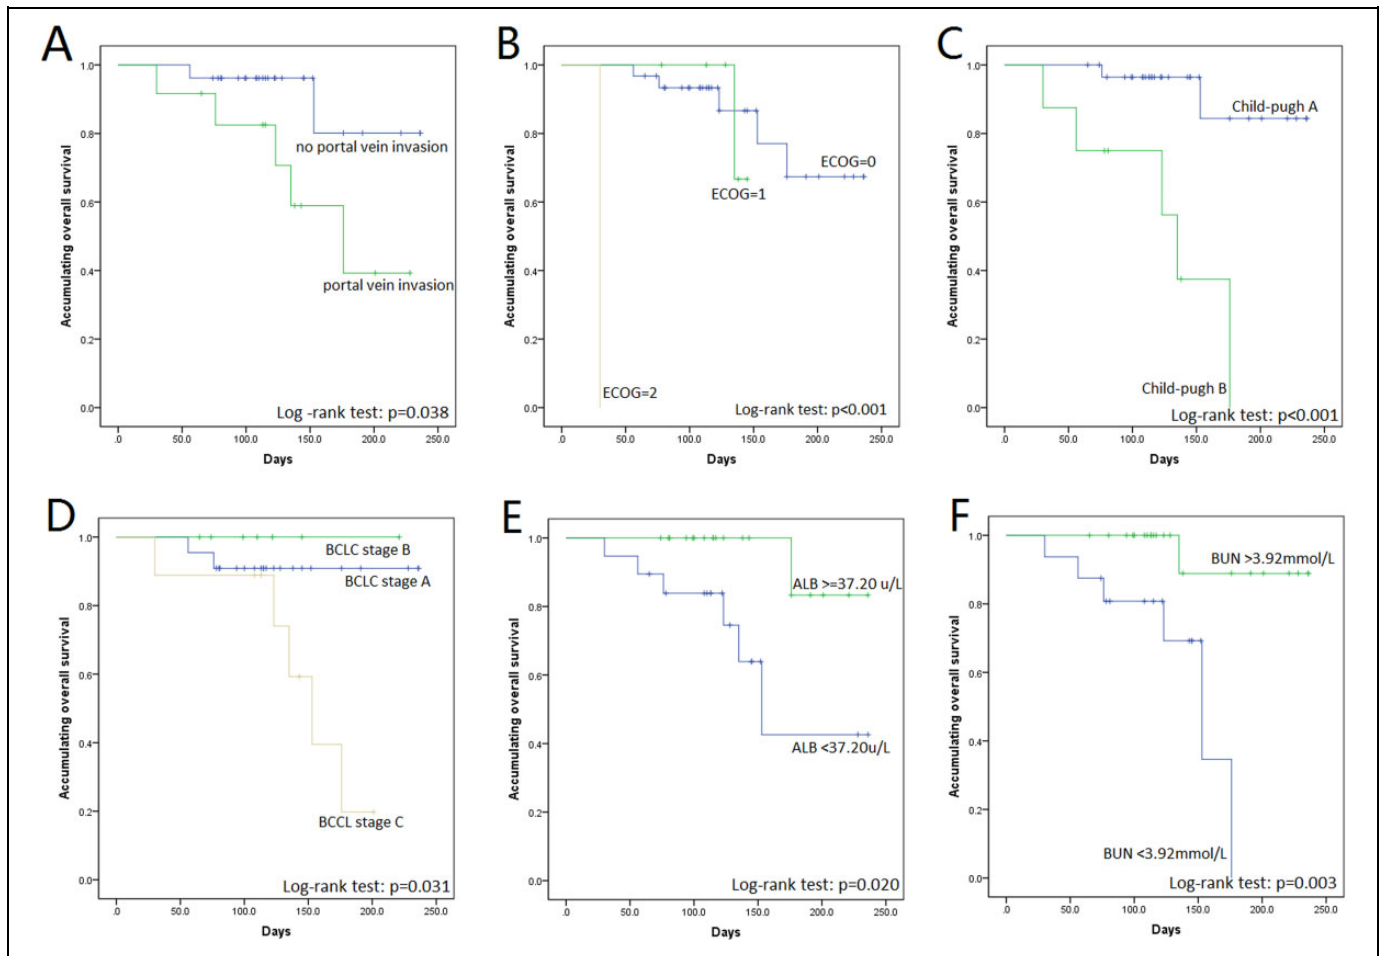 A
Accumulating overall survival
1.0
0.8
0.6
0.4
0.2
0.0
no portal vein invasion
portal vein invasion
Log -rank test: p=0.038
.0 50.0 100.0 150.0 200.0 250.0
Days
B
Accumulating overall survival
1.0
0.8
0.6
0.4
0.2
0.0
ECOG=0
ECOG=1
ECOG=2
Log-rank test: p<0.001
.0 50.0 100.0 150.0 200.0 250.0
Days
C
Accumulating overall survival
1.0
0.8
0.6
0.4
0.2
0.0
Child-pugh A
Child-pugh B
Log-rank test: p<0.001
.0 50.0 100.0 150.0 200.0 250.0
Days
D
Accumulating overall survival
1.0
0.8
0.6
0.4
0.2
0.0
BCLC stage B
BCLC stage A
BCCL stage C
Log-rank test: p=0.031
.0 50.0 100.0 150.0 200.0 250.0
Days
E
Accumulating overall survival
1.0
0.8
0.6
0.4
0.2
0.0
ALB >=37.20 u/L
ALB <37.20u/L
Log-rank test: p=0.020
.0 50.0 100.0 150.0 200.0 250.0
Days
F
Accumulating overall survival
1.0
0.8
0.6
0.4
0.2
0.0
BUN >3.92mmol/L
BUN <3.92mmol/L
Log-rank test: p=0.003
.0 50.0 100.0 150.0 200.0 250.0
Days